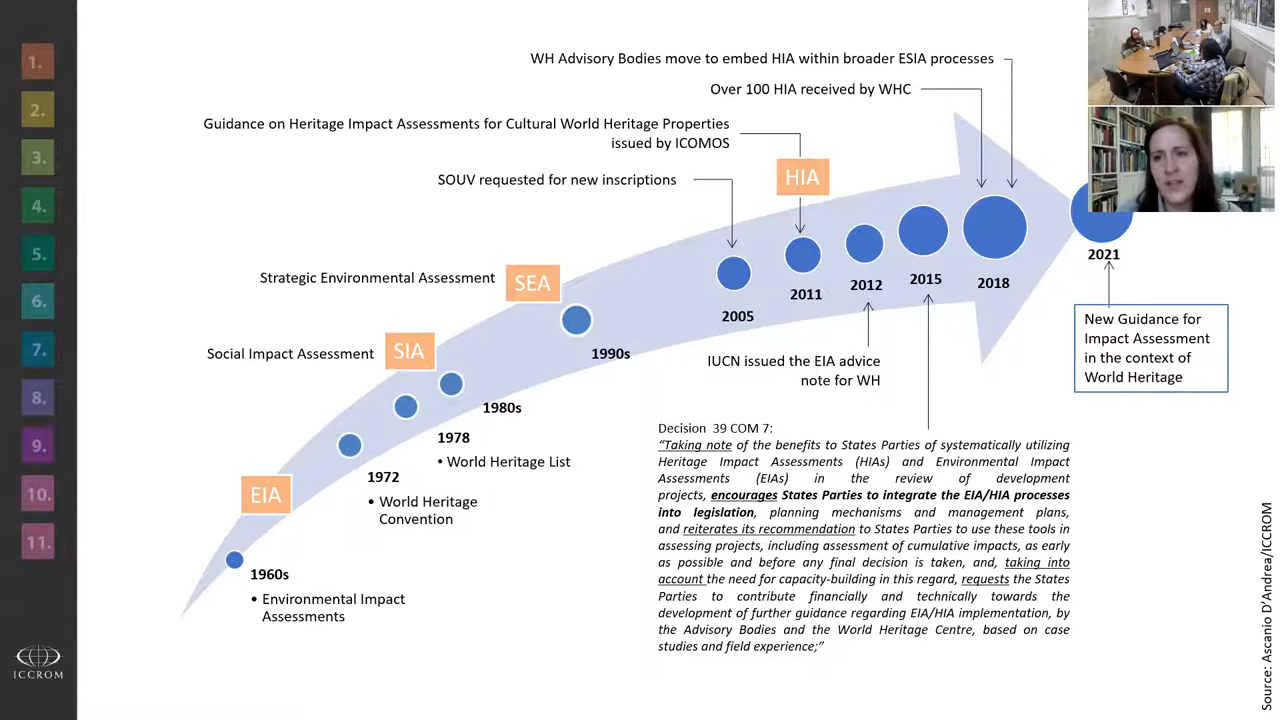 1.
2.
3.
4.
5.
6.
7.
8.
9.
10.
11.
ICCROM
WH Advisory Bodies move to embed HIA within broader ESIA processes
Over 100 HIA received by WHC
Guidance on Heritage Impact Assessments for Cultural World Heritage Properties
issued by ICOMOS
SOUV requested for new inscriptions
HIA
Strategic Environmental Assessment
SEA
Social Impact Assessment
SIA
EIA
1960s
• Environmental Impact
Assessments
1972
• World Heritage
Convention
1978
• World Heritage List
1980s
1990s
2005
2011
2012
2015
2018
2021
IUCN issued the EIA advice
note for WH
New Guidance for
Impact Assessment
in the context of
World Heritage
Decision 39 COM 7:
“Taking note of the benefits to States Parties of systematically utilizing
Heritage Impact Assessments (HIAs) and Environmental Impact
Assessments (EIAs) in the review of development
projects, encourages States Parties to integrate the EIA/HIA processes
into legislation, planning mechanisms and management plans,
and reiterates its recommendation to States Parties to use these tools in
assessing projects, including assessment of cumulative impacts, as early
as possible and before any final decision is taken, and, taking into
account the need for capacity-building in this regard, requests the States
Parties to contribute financially and technically towards the
development of further guidance regarding EIA/HIA implementation, by
the Advisory Bodies and the World Heritage Centre, based on case
studies and field experience;”
Source: Ascanio D’Andrea/ICCROM